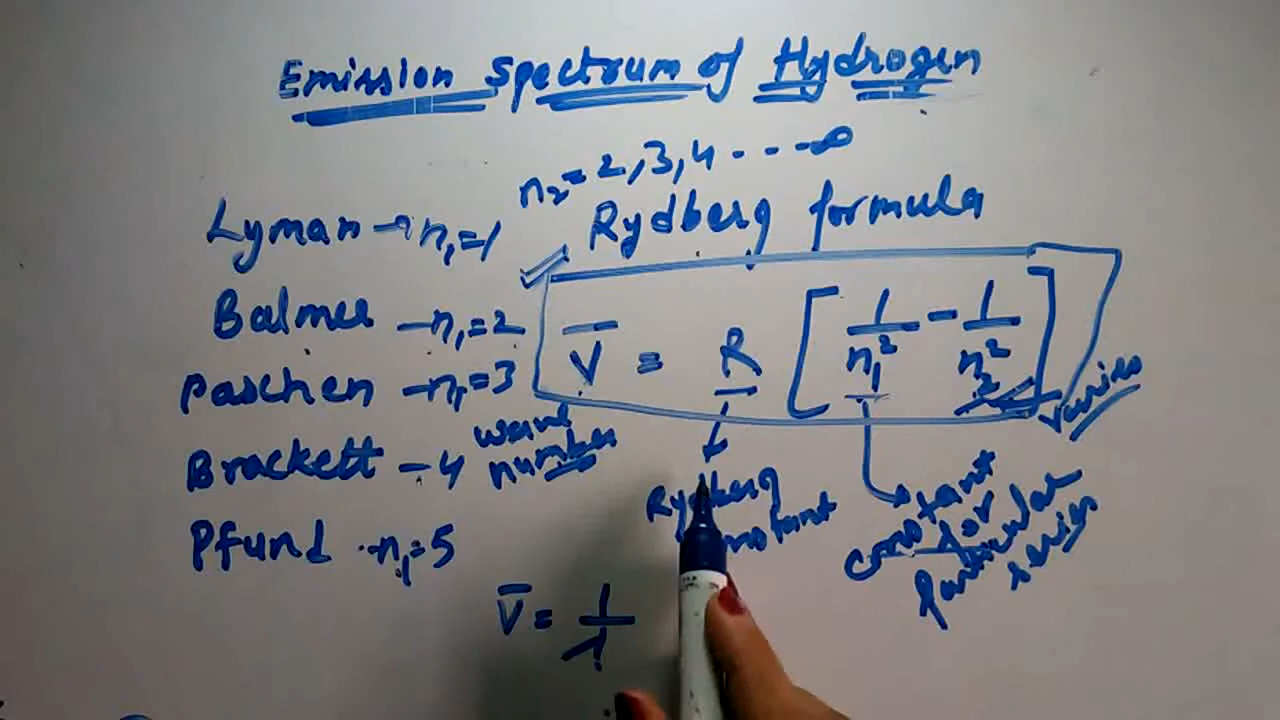 Emission Spectrum of Hydrogen
n₂=2,3,4----∞
Lyman → n₁=1
Rydberg formula
Balmer -n₁=2
V̅ = R [1/n₁² - 1/n₂²]
Paschen -n₁=3
varies
wave number
Brackett -4
Rydberg
constant for particular series
Pfund -n₁=5
V̅ = 1/λ